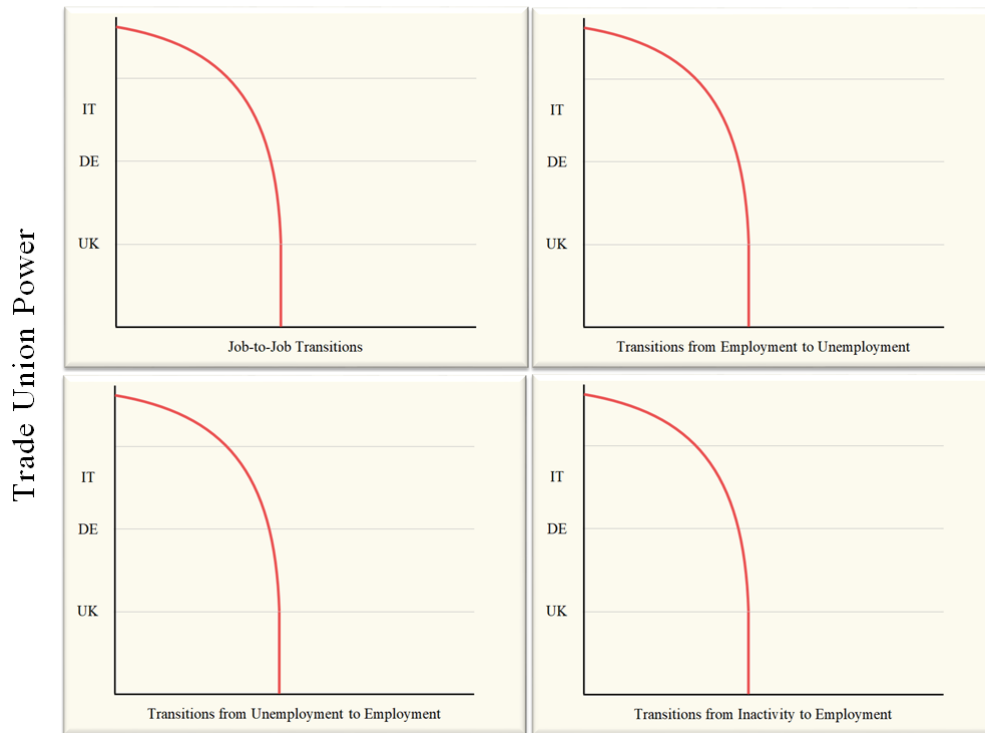 Trade Union Power
IT
DE
UK
Job-to-Job Transitions
IT
DE
UK
Transitions from Employment to Unemployment
IT
DE
UK
Transitions from Unemployment to Employment
IT
DE
UK
Transitions from Inactivity to Employment